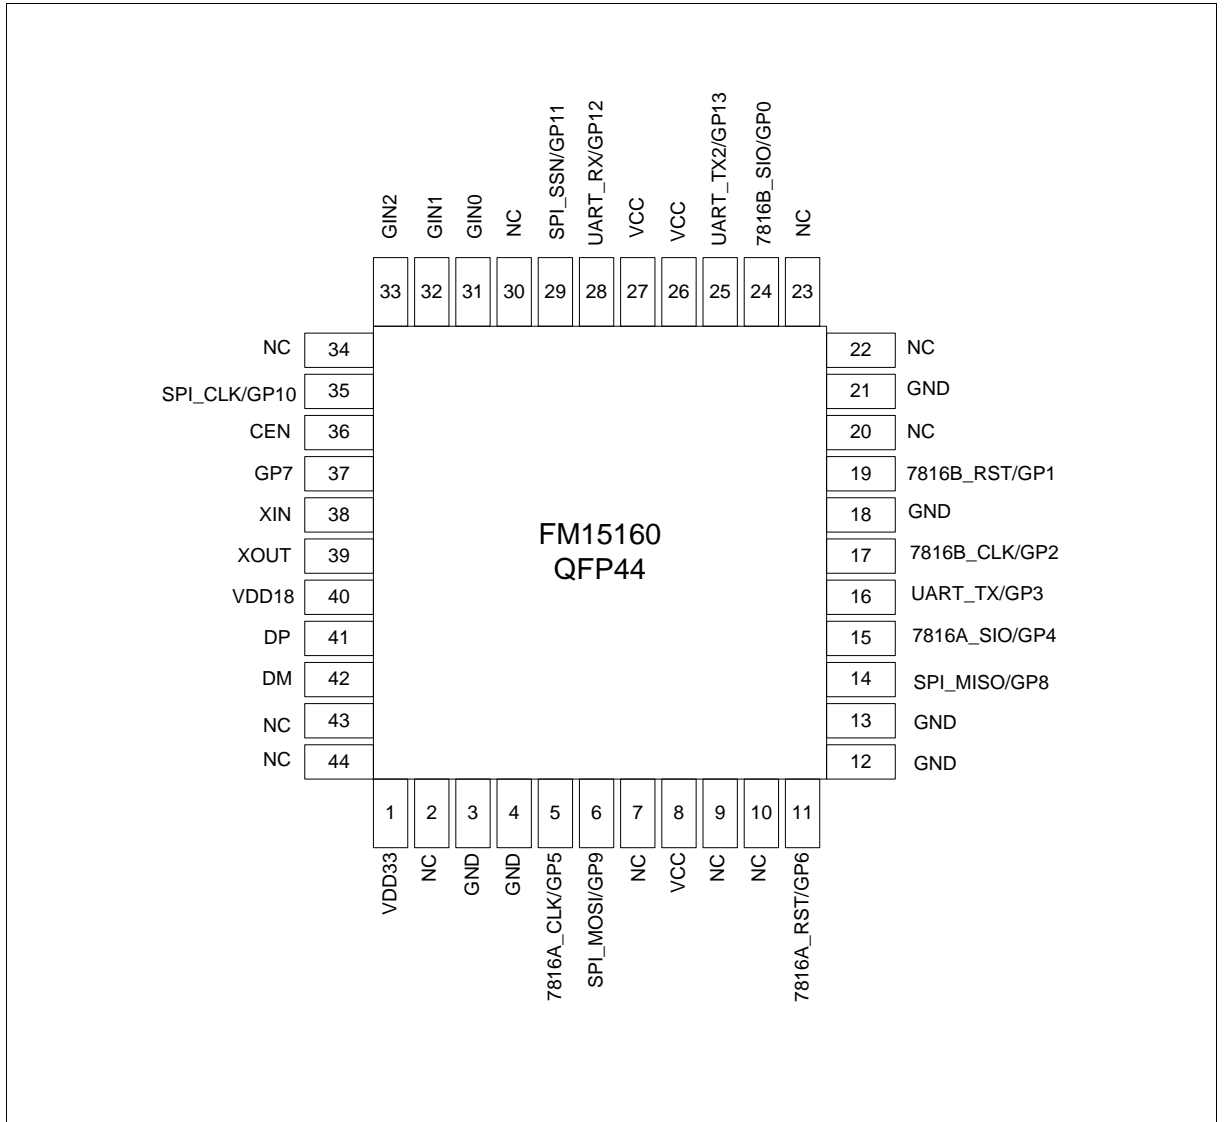 GIN2
GIN1
GIN0
NC
SPI_SSN/GP11
UART_RX/GP12
VCC
VCC
UART_TX2/GP13
7816B_SIO/GP0
NC
33 32 31 30 29 28 27 26 25 24 23
NC 34
SPI_CLK/GP10 35
CEN 36
GP7 37
XIN 38
XOUT 39
VDD18 40
DP 41
DM 42
NC 43
NC 44
FM15160
QFP44
22 NC
21 GND
20 NC
19 7816B_RST/GP1
18 GND
17 7816B_CLK/GP2
16 UART_TX/GP3
15 7816A_SIO/GP4
14 SPI_MISO/GP8
13 GND
12 GND
1 2 3 4 5 6 7 8 9 10 11
VDD33
NC
GND
GND
7816A_CLK/GP5
SPI_MOSI/GP9
NC
VCC
NC
NC
7816A_RST/GP6